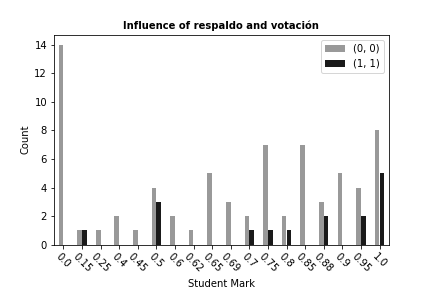 Influence of respaldo and votación
(0, 0)
(1, 1)
14
12
10
8
6
4
2
0
Count
0.0 0.15 0.25 0.4 0.45 0.5 0.6 0.62 0.65 0.69 0.7 0.75 0.8 0.85 0.88 0.9 0.95 1.0
Student Mark